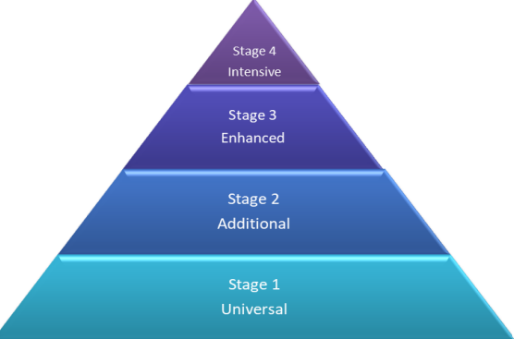 Stage 4
Intensive
Stage 3
Enhanced
Stage 2
Additional
Stage 1
Universal